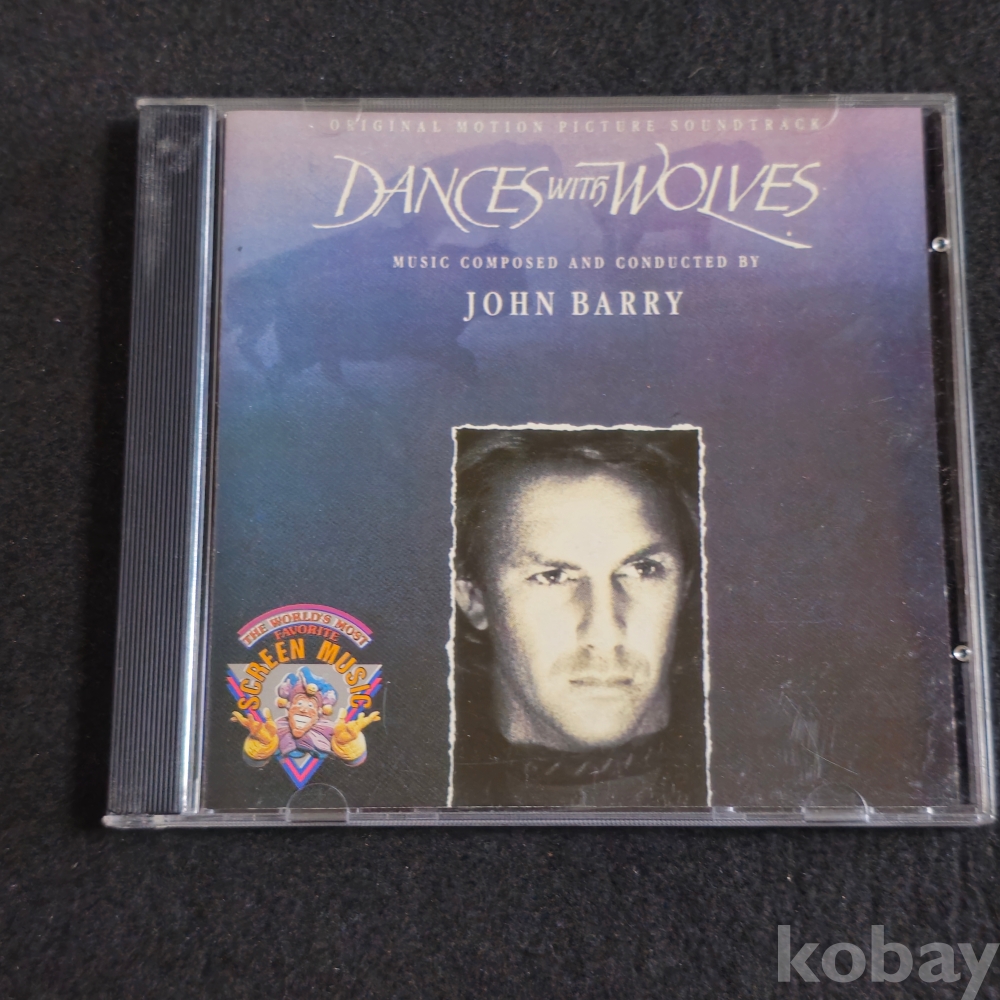 ORIGINAL MOTION PICTURE SOUNDTRACK
DANCES WITH WOLVES
MUSIC COMPOSED AND CONDUCTED BY
JOHN BARRY
THE WORLD'S MOST
FAVORITE
SCREEN MUSIC
kobay